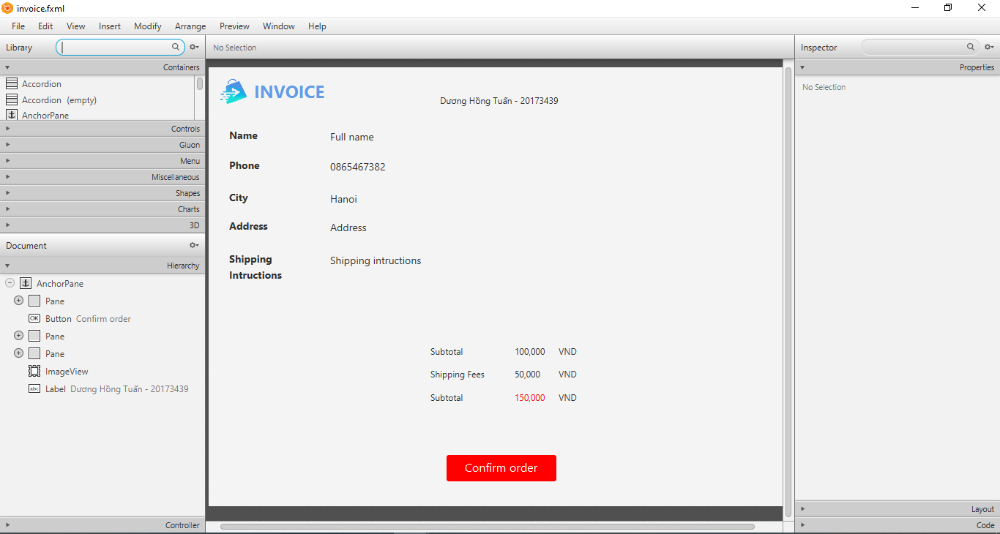 invoice.fxml
File Edit View Insert Modify Arrange Preview Window Help
Library
No Selection
Inspector
Containers
Properties
Accordion
Accordion (empty)
AnchorPane
Controls
Gluon
Menu
Miscellaneous
Shapes
Charts
3D
Document
Hierarchy
AnchorPane
Pane
OK Button Confirm order
Pane
Pane
ImageView
abc Label Dương Hồng Tuấn - 20173439
Controller
INVOICE
Dương Hồng Tuấn - 20173439
Name Full name
Phone 0865467382
City Hanoi
Address Address
Shipping Shipping intructions
Intructions
Subtotal 100,000 VND
Shipping Fees 50,000 VND
Subtotal 150,000 VND
Confirm order
No Selection
Layout
Code